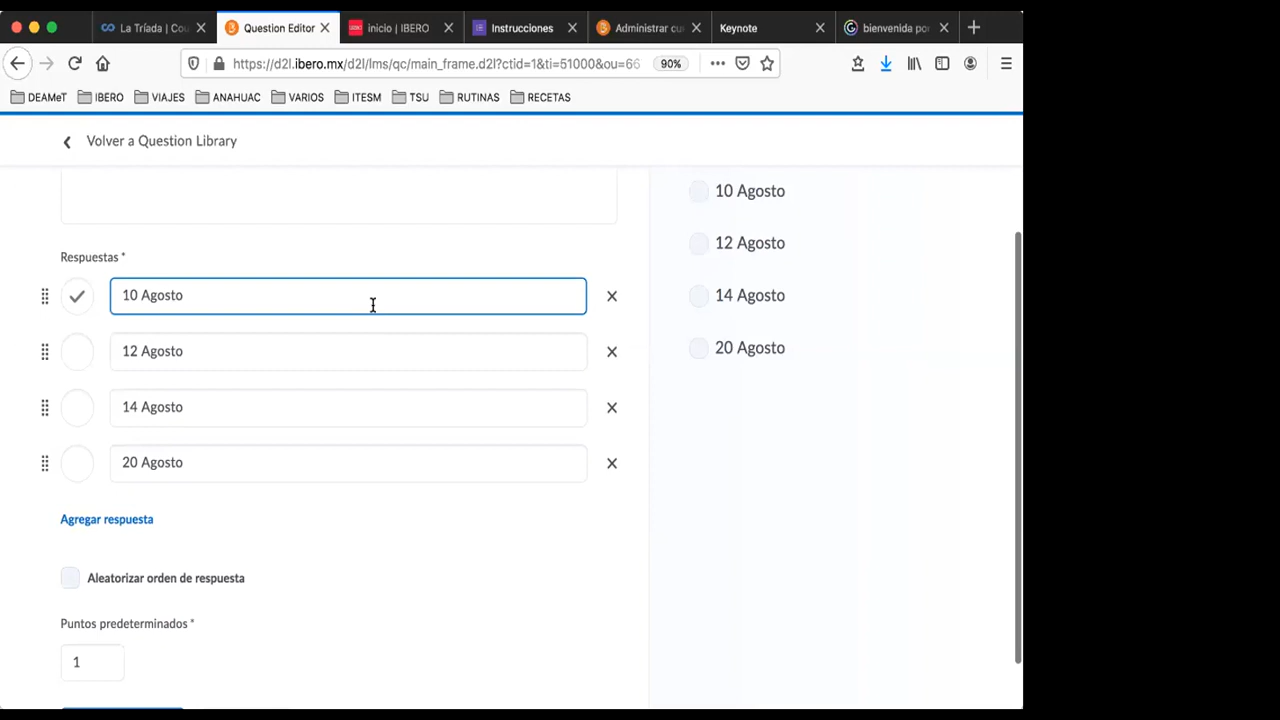 La Tríada | Cou
Question Editor
inicio | IBERO
Instrucciones
Administrar cu
Keynote
bienvenida po
https://d2l.ibero.mx/d2l/lms/qc/main_frame.d2l?ctid=1&ti=51000&ou=66
90%
DEAMeT
IBERO
VIAJES
ANAHUAC
VARIOS
ITESM
TSU
RUTINAS
RECETAS
Volver a Question Library
Respuestas *
10 Agosto
12 Agosto
14 Agosto
20 Agosto
Agregar respuesta
Aleatorizar orden de respuesta
Puntos predeterminados *
1
10 Agosto
12 Agosto
14 Agosto
20 Agosto